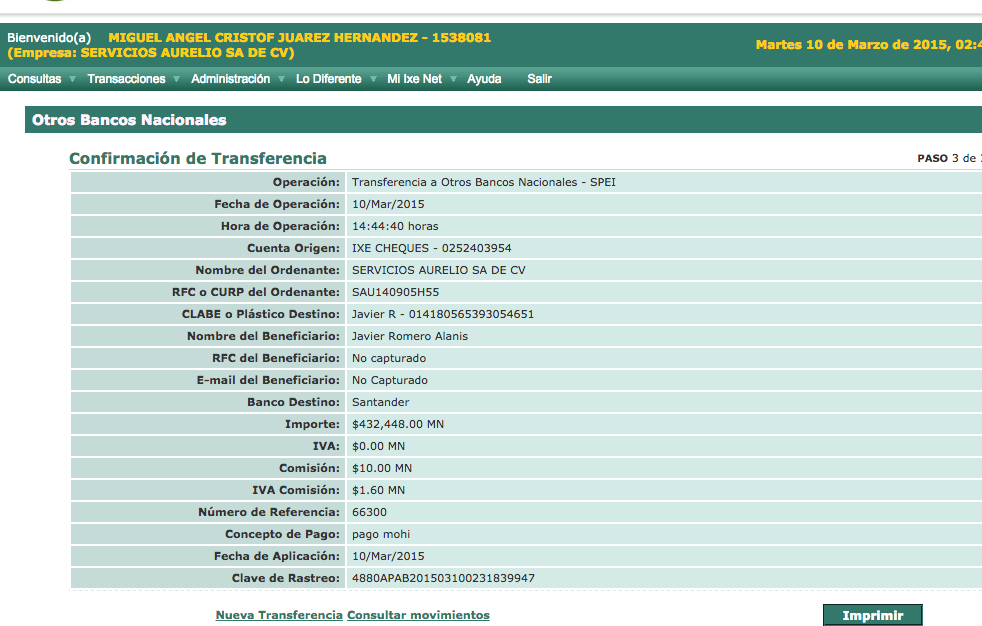 Bienvenido(a) MIGUEL ANGEL CRISTOF JUAREZ HERNANDEZ - 1538081
(Empresa: SERVICIOS AURELIO SA DE CV)
Martes 10 de Marzo de 2015, 02:4
Consultas Transacciones Administración Lo Diferente Mi Ixe Net Ayuda Salir
Otros Bancos Nacionales
Confirmación de Transferencia
PASO 3 de
Operación: Transferencia a Otros Bancos Nacionales - SPEI
Fecha de Operación: 10/Mar/2015
Hora de Operación: 14:44:40 horas
Cuenta Origen: IXE CHEQUES - 0252403954
Nombre del Ordenante: SERVICIOS AURELIO SA DE CV
RFC o CURP del Ordenante: SAU140905H55
CLABE o Plástico Destino: Javier R - 014180565393054651
Nombre del Beneficiario: Javier Romero Alanis
RFC del Beneficiario: No capturado
E-mail del Beneficiario: No Capturado
Banco Destino: Santander
Importe: $432,448.00 MN
IVA: $0.00 MN
Comisión: $10.00 MN
IVA Comisión: $1.60 MN
Número de Referencia: 66300
Concepto de Pago: pago mohi
Fecha de Aplicación: 10/Mar/2015
Clave de Rastreo: 4880APAB201503100231839947
Nueva Transferencia Consultar movimientos
Imprimir